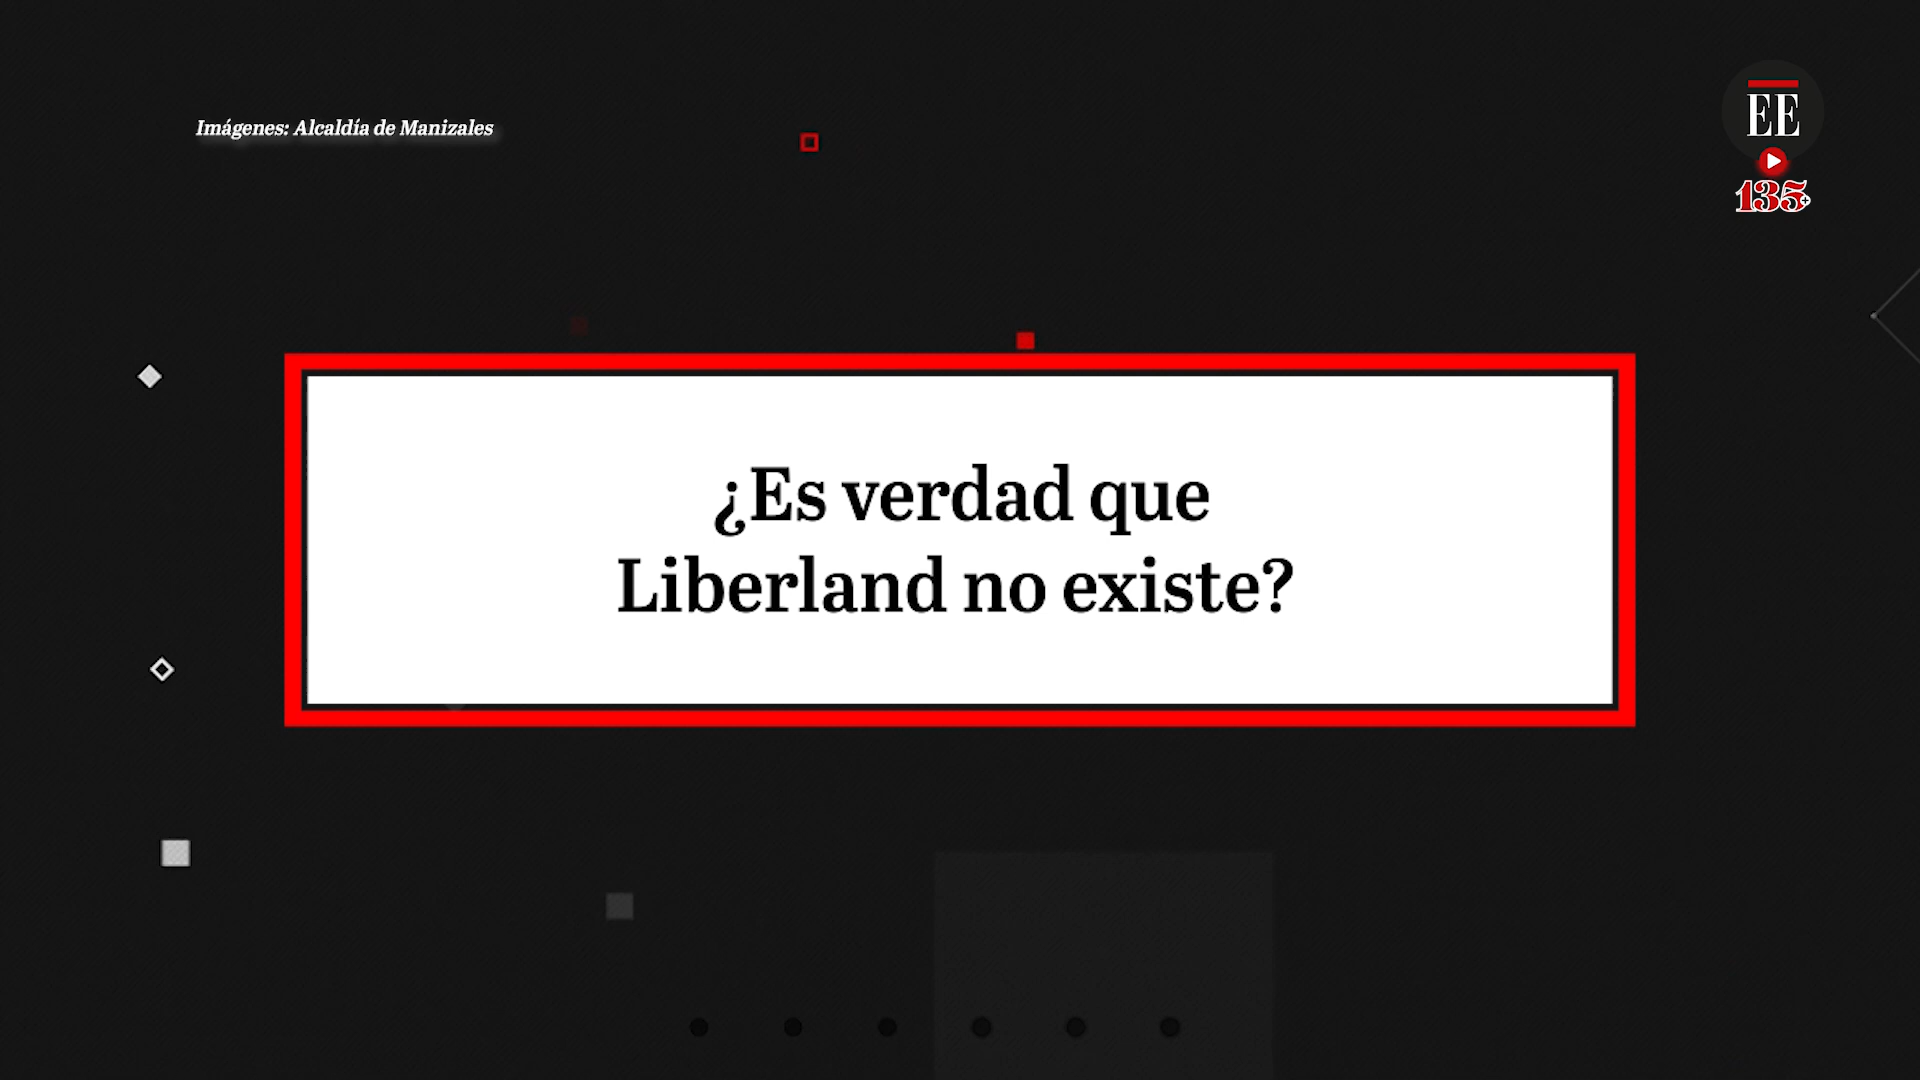 Imágenes: Alcaldía de Manizales
EE
135+
¿Es verdad que
Liberland no existe?